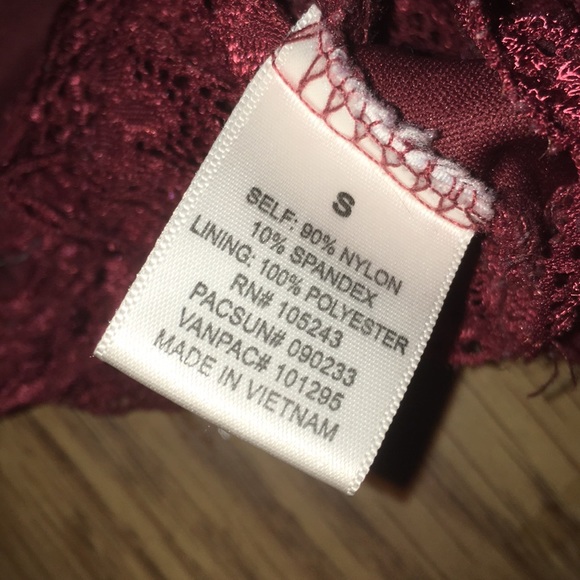 S
SELF: 90% NYLON
10% SPANDEX
LINING: 100% POLYESTER
RN# 105243
PACSUN# 090233
VANPAC# 101295
MADE IN VIETNAM